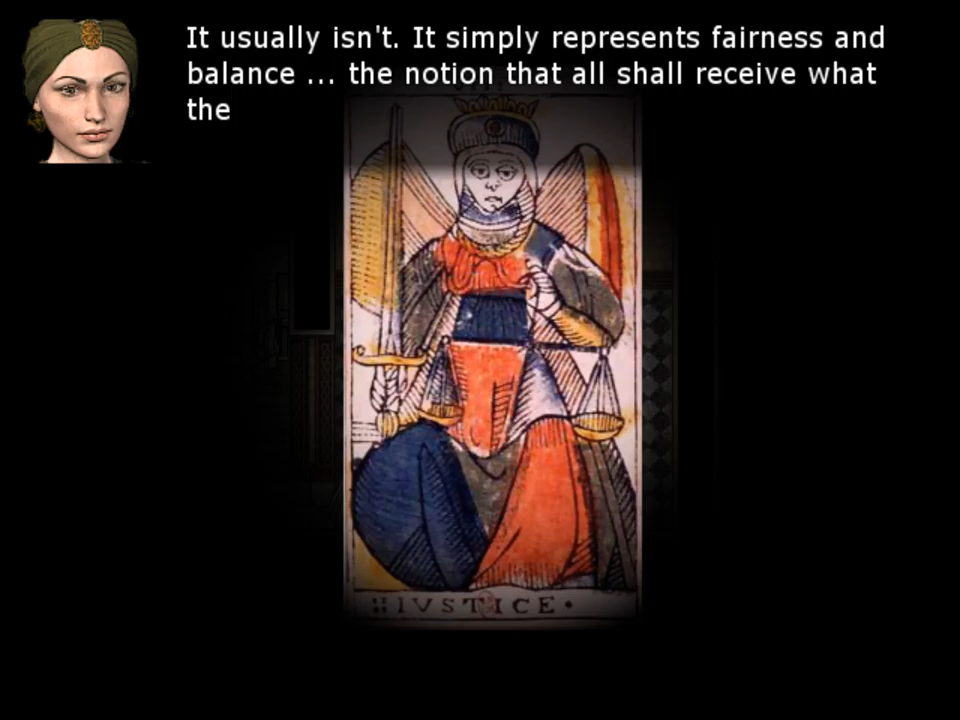 It usually isn't. It simply represents fairness and
balance ... the notion that all shall receive what
the
IVSTICE